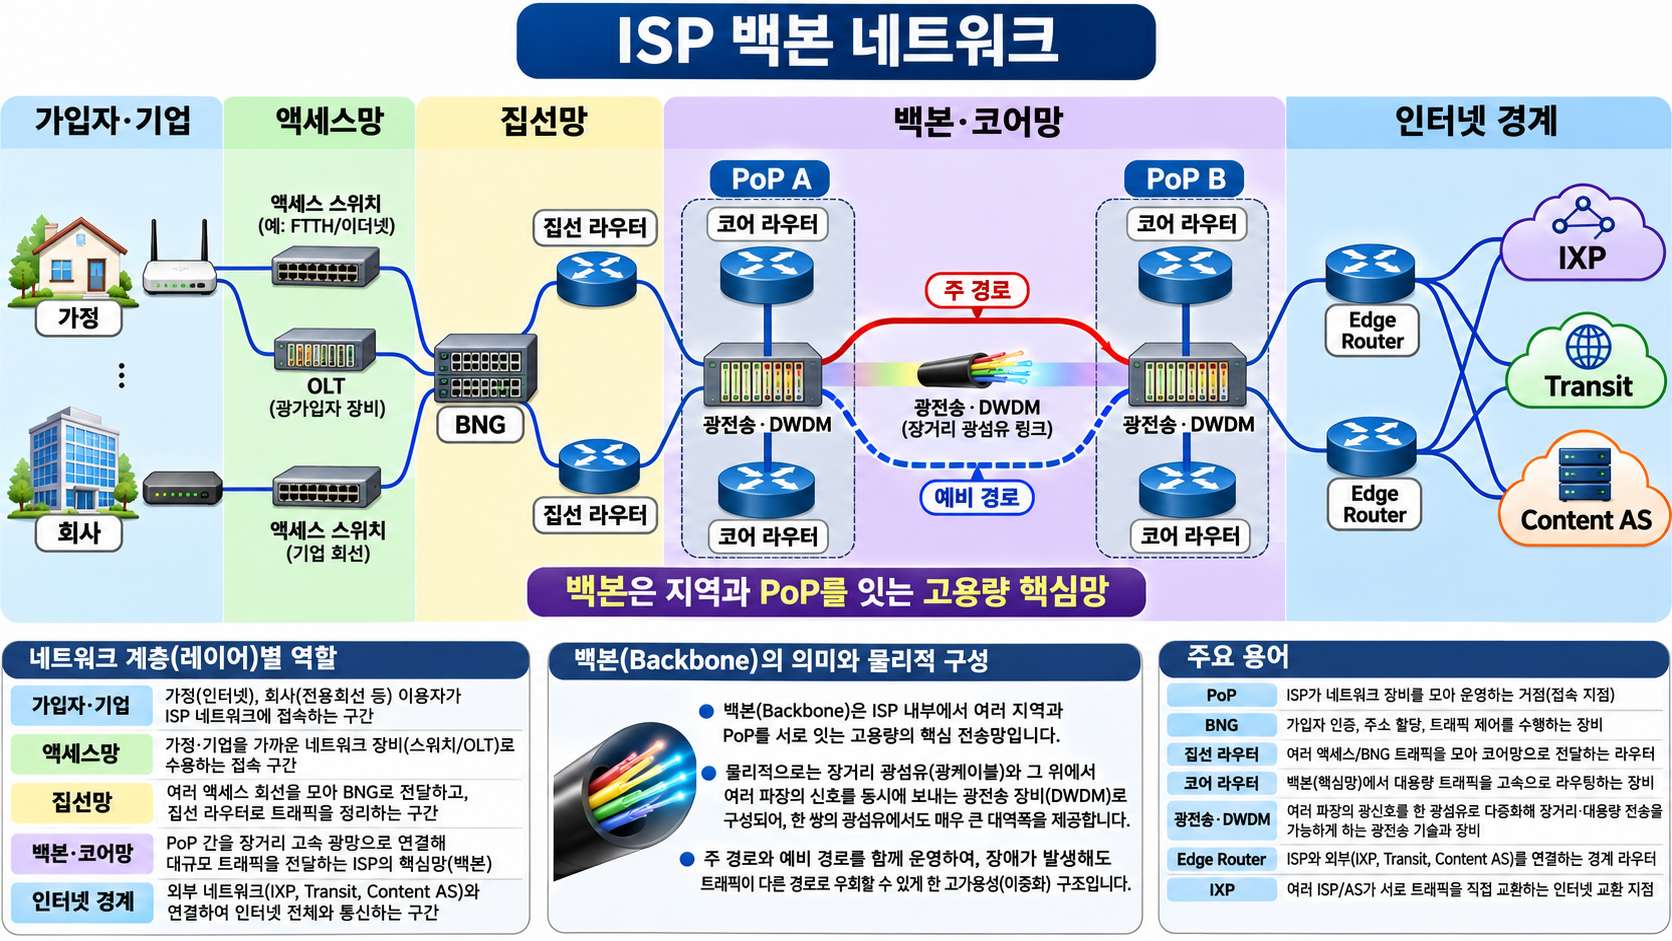 ISP 백본 네트워크
가입자·기업
액세스망
집선망
백본·코어망
인터넷 경계
가정
회사
액세스 스위치
(예: FTTH/이더넷)
OLT
(광가입자 장비)
액세스 스위치
(기업 회선)
BNG
집선 라우터
집선 라우터
PoP A
코어 라우터
광전송·DWDM
코어 라우터
주 경로
광전송·DWDM
(장거리 광섬유 링크)
예비 경로
PoP B
코어 라우터
광전송·DWDM
코어 라우터
Edge
Router
Edge
Router
IXP
Transit
Content AS
백본은 지역과 PoP를 잇는 고용량 핵심망
네트워크 계층(레이어)별 역할
가입자·기업
가정(인터넷), 회사(전용회선 등) 이용자가
ISP 네트워크에 접속하는 구간
액세스망
가정·기업을 가까운 네트워크 장비(스위치/OLT)로
수용하는 접속 구간
집선망
여러 액세스 회선을 모아 BNG로 전달하고,
집선 라우터로 트래픽을 정리하는 구간
백본·코어망
PoP 간을 장거리 고속 광망으로 연결해
대규모 트래픽을 전달하는 ISP의 핵심망(백본)
인터넷 경계
외부 네트워크(IXP, Transit, Content AS)와
연결하여 인터넷 전체와 통신하는 구간
백본(Backbone)의 의미와 물리적 구성
백본(Backbone)은 ISP 내부에서 여러 지역과
PoP를 서로 잇는 고용량의 핵심 전송망입니다.
물리적으로는 장거리 광섬유(광케이블)와 그 위에서
여러 파장의 신호를 동시에 보내는 광전송 장비(DWDM)로
구성되어, 한 쌍의 광섬유에서도 매우 큰 대역폭을 제공합니다.
주 경로와 예비 경로를 함께 운영하여, 장애가 발생해도
트래픽이 다른 경로로 우회할 수 있게 한 고가용성(이중화) 구조입니다.
주요 용어
PoP
ISP가 네트워크 장비를 모아 운영하는 거점(접속 지점)
BNG
가입자 인증, 주소 할당, 트래픽 제어를 수행하는 장비
집선 라우터
여러 액세스/BNG 트래픽을 모아 코어망으로 전달하는 라우터
코어 라우터
백본(핵심망)에서 대용량 트래픽을 고속으로 라우팅하는 장비
광전송·DWDM
여러 파장의 광신호를 한 광섬유로 다중화해 장거리·대용량 전송을
가능하게 하는 광전송 기술과 장비
Edge Router
ISP와 외부(IXP, Transit, Content AS)를 연결하는 경계 라우터
IXP
여러 ISP/AS가 서로 트래픽을 직접 교환하는 인터넷 교환 지점